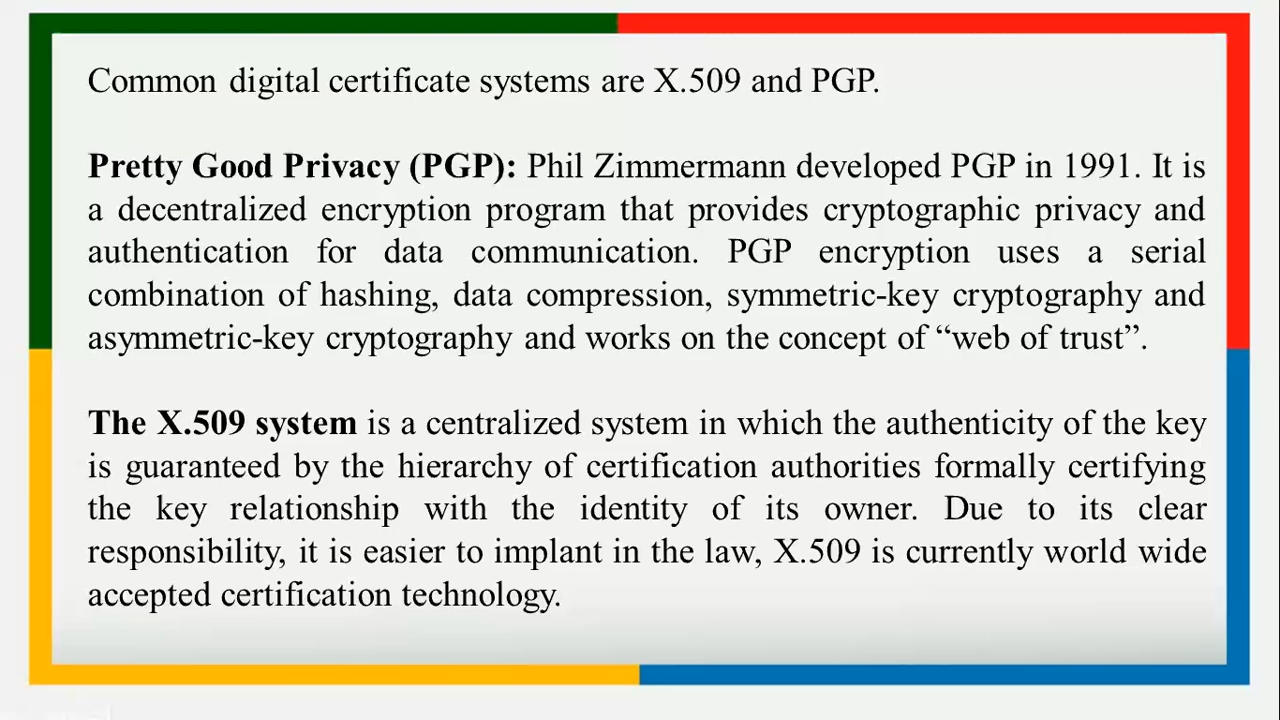 Common digital certificate systems are X.509 and PGP.
Pretty Good Privacy (PGP): Phil Zimmermann developed PGP in 1991. It is
a decentralized encryption program that provides cryptographic privacy and
authentication for data communication. PGP encryption uses a serial
combination of hashing, data compression, symmetric-key cryptography and
asymmetric-key cryptography and works on the concept of “web of trust”.
The X.509 system is a centralized system in which the authenticity of the key
is guaranteed by the hierarchy of certification authorities formally certifying
the key relationship with the identity of its owner. Due to its clear
responsibility, it is easier to implant in the law, X.509 is currently world wide
accepted certification technology.